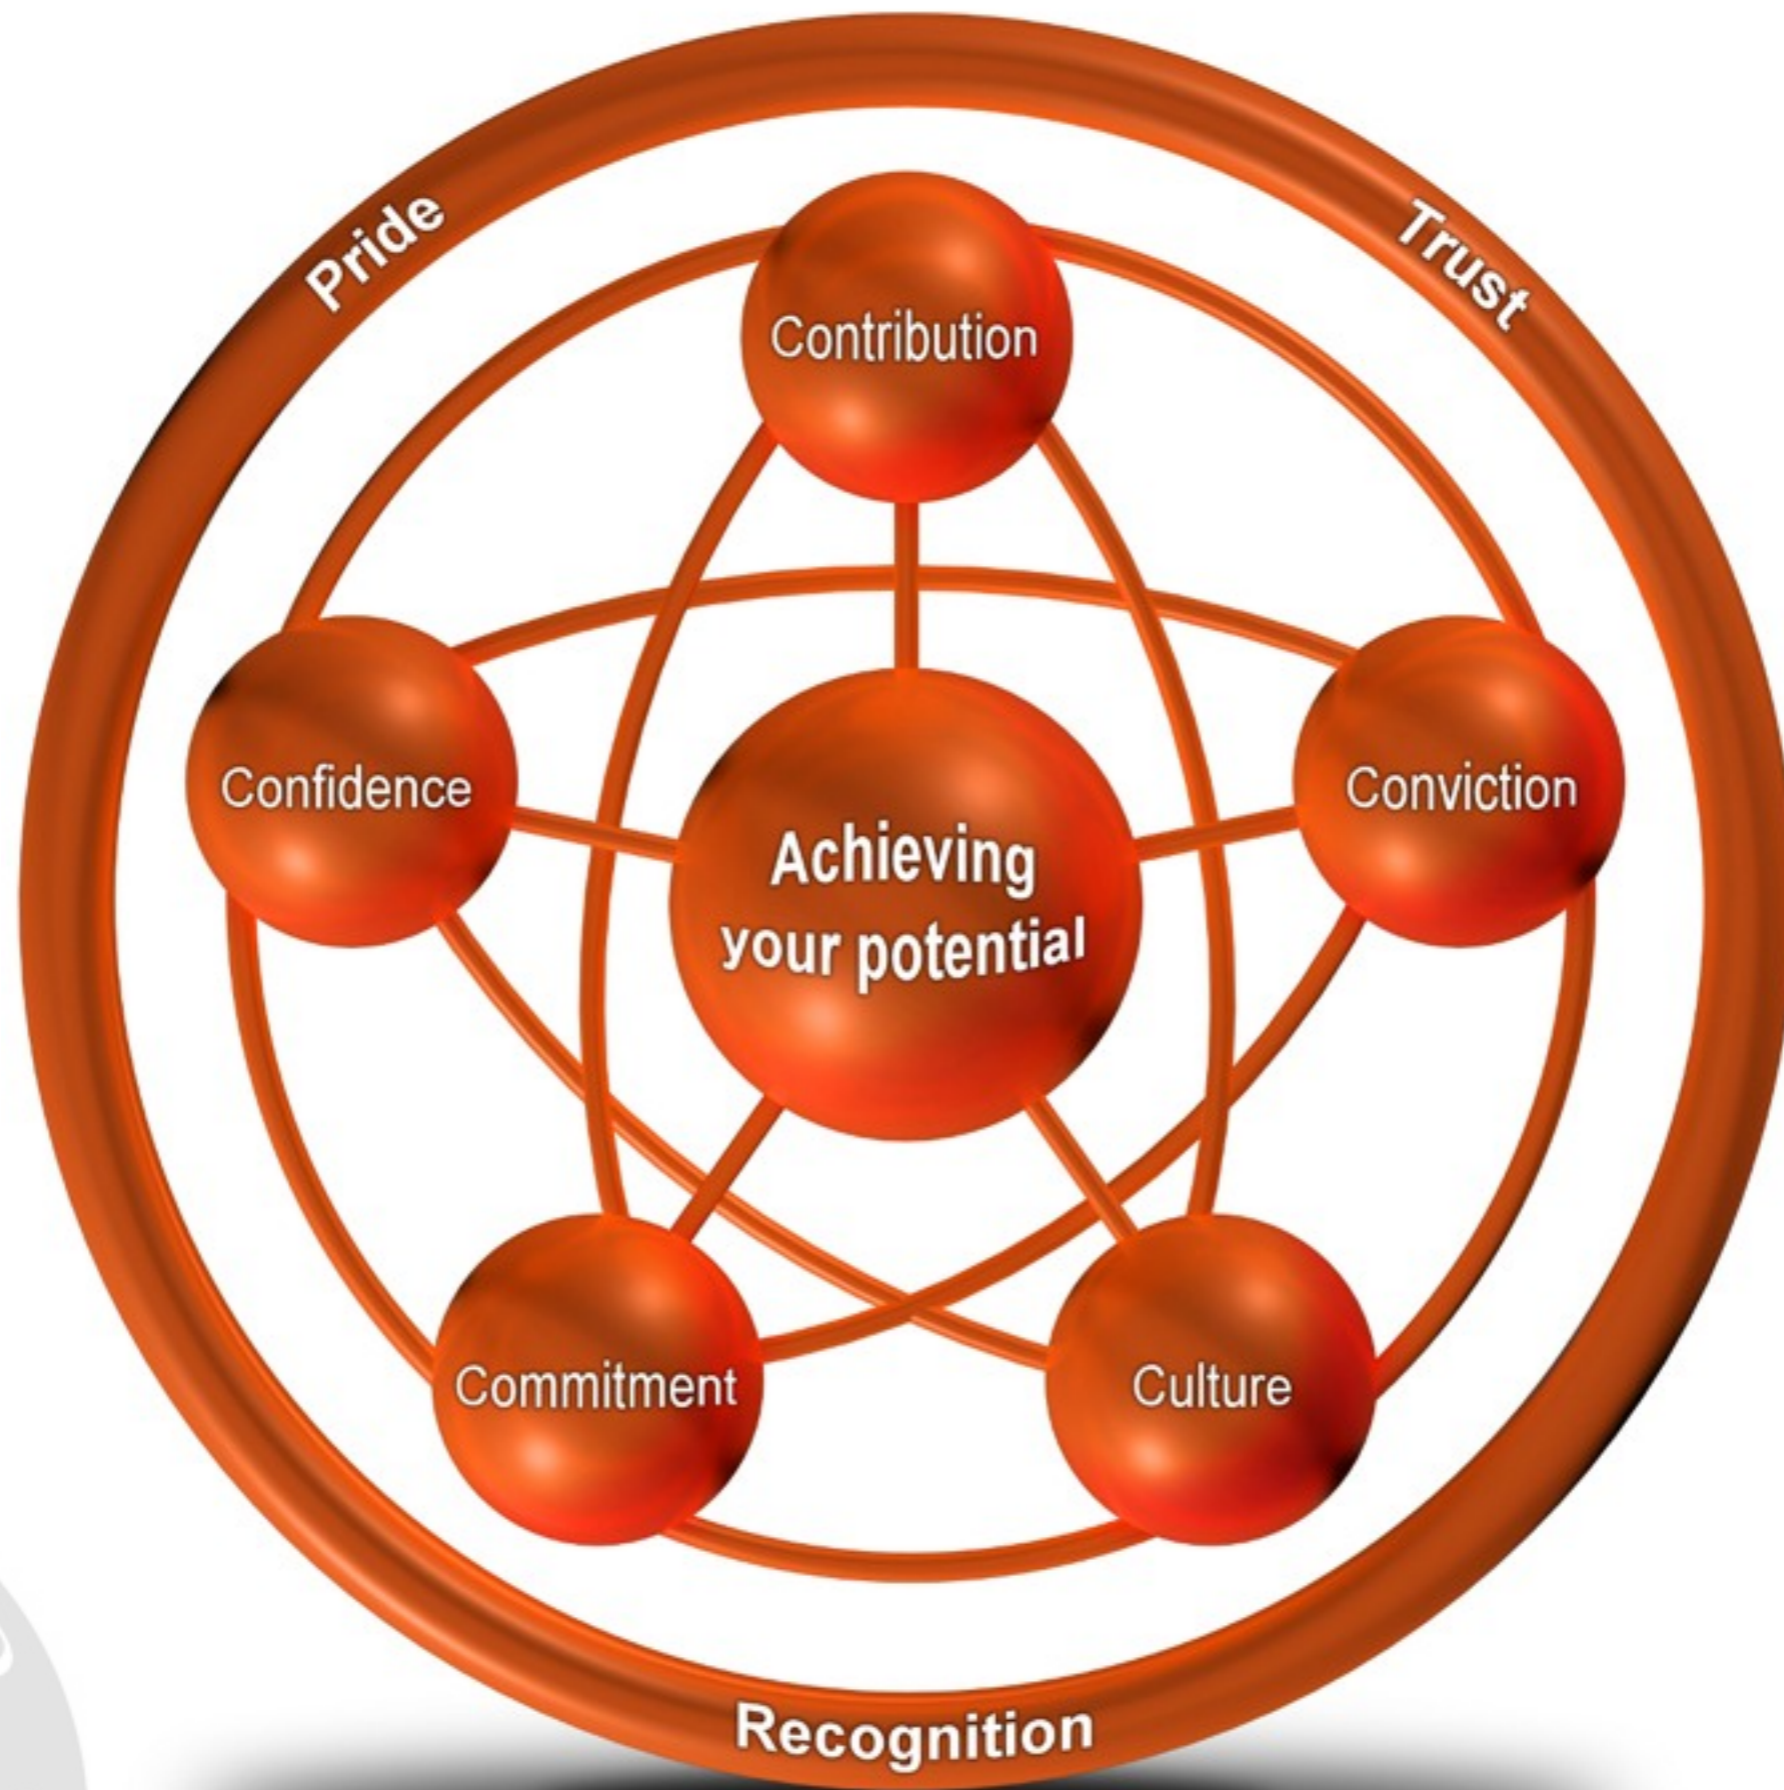 Pride
Trust
Contribution
Confidence
Conviction
Achieving
your potential
Commitment
Culture
Recognition